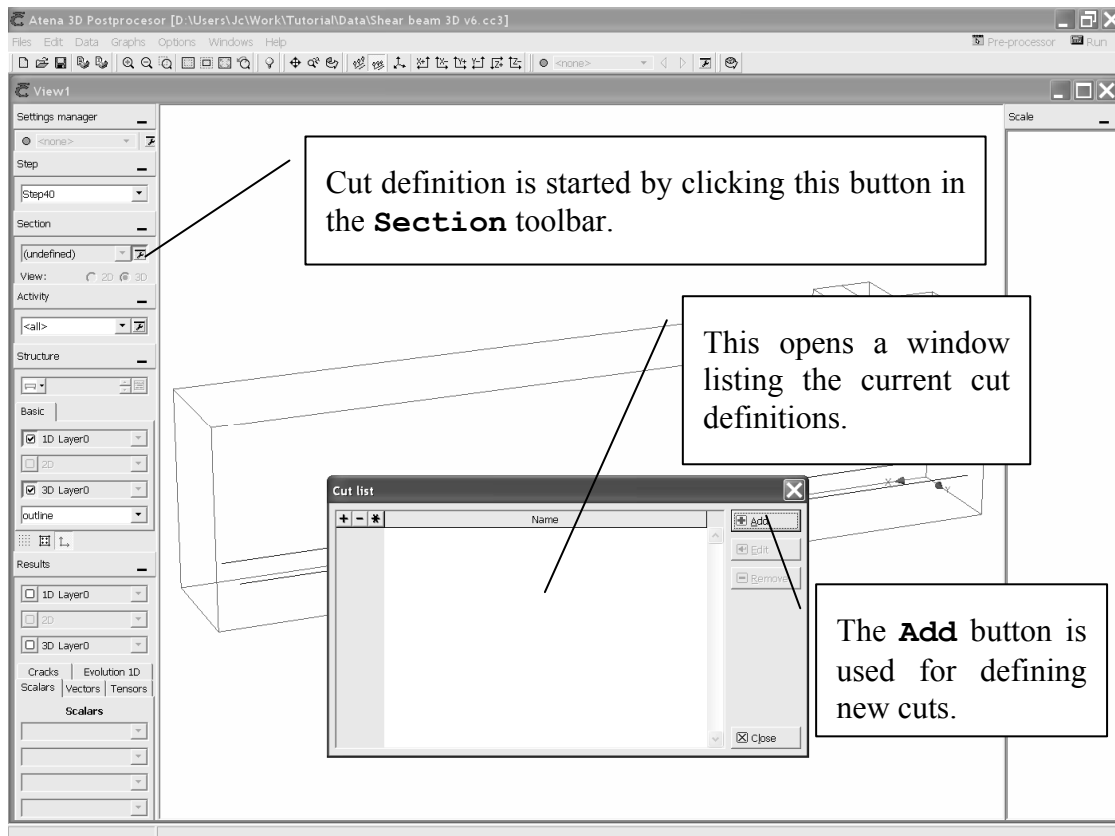 Atena 3D Postprocesor [D:\Users\Jc\Work\Tutorial\Data\Shear beam 3D v6.cc3]
Files Edit Data Graphs Options Windows Help
Pre-processor Run
<none>
View1
Settings manager
<none>
Step
Step40
Section
(undefined)
View: 2D 3D
Activity
<all>
Structure
Basic
1D Layer0
2D
3D Layer0
outline
Results
1D Layer0
2D
3D Layer0
Cracks Evolution 1D
Scalars Vectors Tensors
Scalars
Scale
Cut definition is started by clicking this button in
the Section toolbar.
This opens a window
listing the current cut
definitions.
X
Y
Cut list
+ - *
Name
Add
Edit
Remove
Close
The Add button is
used for defining
new cuts.